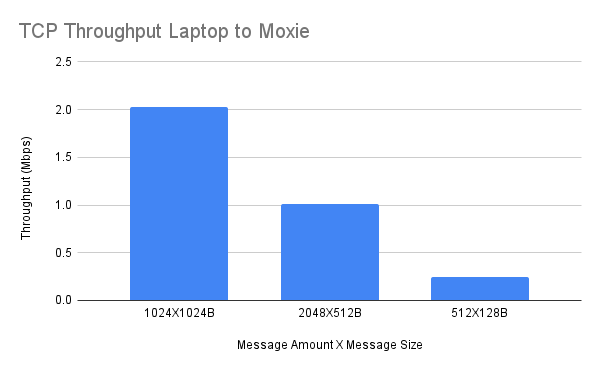 TCP Throughput Laptop to Moxie
2.5
2.0
1.5
1.0
0.5
0.0
Throughput (Mbps)
1024X1024B
2048X512B
512X128B
Message Amount X Message Size